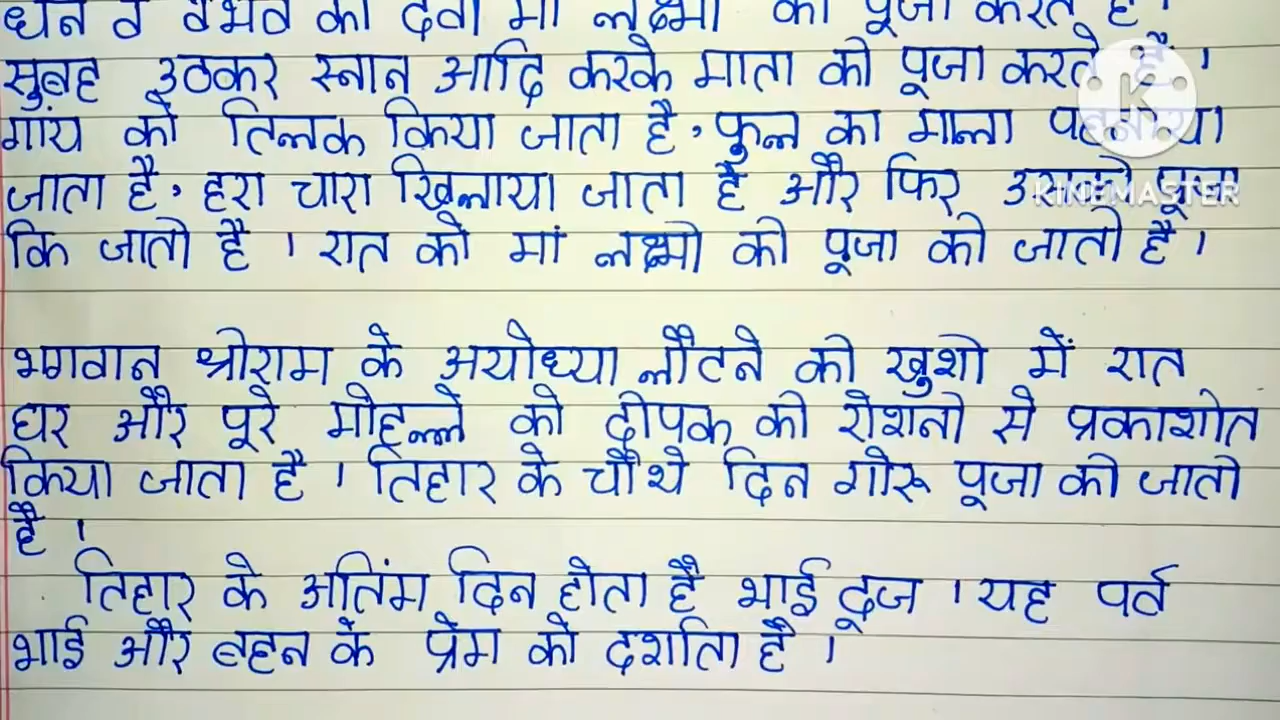 धन व वैभव की देवी मां लक्ष्मी की पूजा करते है ।
सुबह उठकर स्नान आदि करके माता की पूजा करते है ।
गाय को तिलक किया जाता है, फुल का माला पहनाया
जाता है, हरा चारा खिलाया जाता है और फिर उसकी पूजा
कि जाती है । रात को मां लक्ष्मी की पूजा की जाती है ।
भगवान श्रीराम के अयोध्या लौटने की खुशी में रात
घर और पूरे मोहल्ले को दीपक की रोशनी से प्रकाशीत
किया जाता है । तिहार के चौथे दिन गोरू पूजा की जाती
है ।
तिहार के अतिंम दिन होता है भाई दूज । यह पर्व
भाई और बहन के प्रेम को दर्शाता है ।
K
KINEMASTER